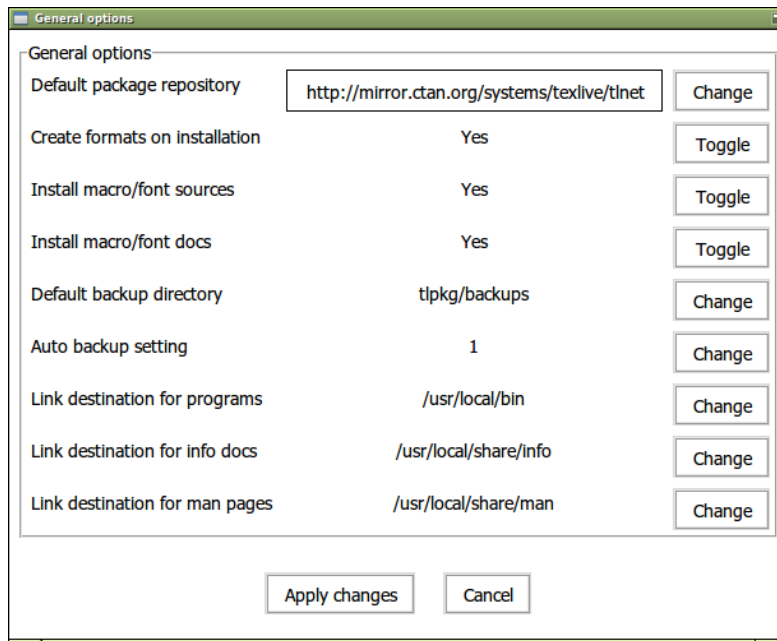 General options
General options
Default package repository http://mirror.ctan.org/systems/texlive/tlnet Change
Create formats on installation Yes Toggle
Install macro/font sources Yes Toggle
Install macro/font docs Yes Toggle
Default backup directory tlpkg/backups Change
Auto backup setting 1 Change
Link destination for programs /usr/local/bin Change
Link destination for info docs /usr/local/share/info Change
Link destination for man pages /usr/local/share/man Change
Apply changes Cancel